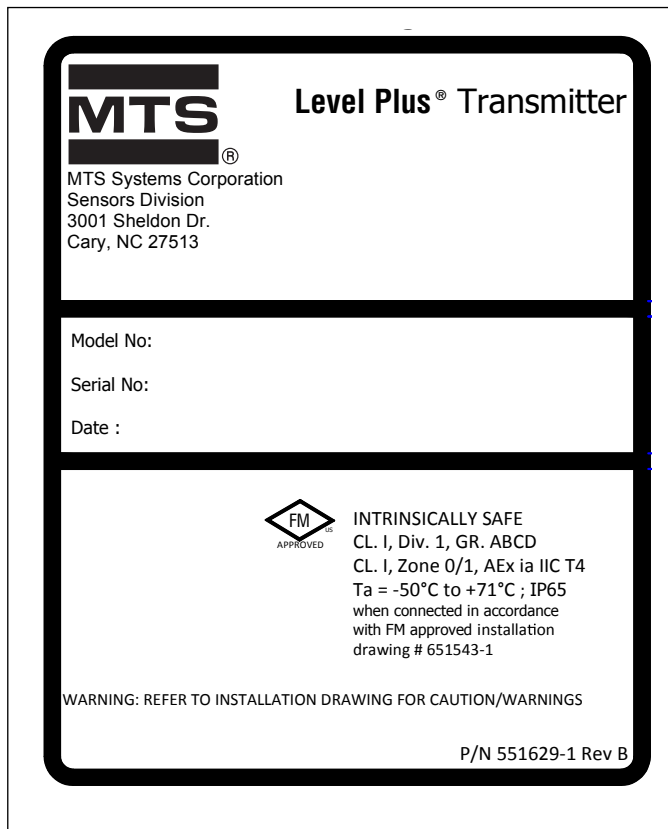 MTS
®
Level Plus® Transmitter
MTS Systems Corporation
Sensors Division
3001 Sheldon Dr.
Cary, NC 27513
Model No:
Serial No:
Date :
FM
us
APPROVED
INTRINSICALLY SAFE
CL. I, Div. 1, GR. ABCD
CL. I, Zone 0/1, AEx ia IIC T4
Ta = -50°C to +71°C ; IP65
when connected in accordance
with FM approved installation
drawing # 651543-1
WARNING: REFER TO INSTALLATION DRAWING FOR CAUTION/WARNINGS
P/N 551629-1 Rev B